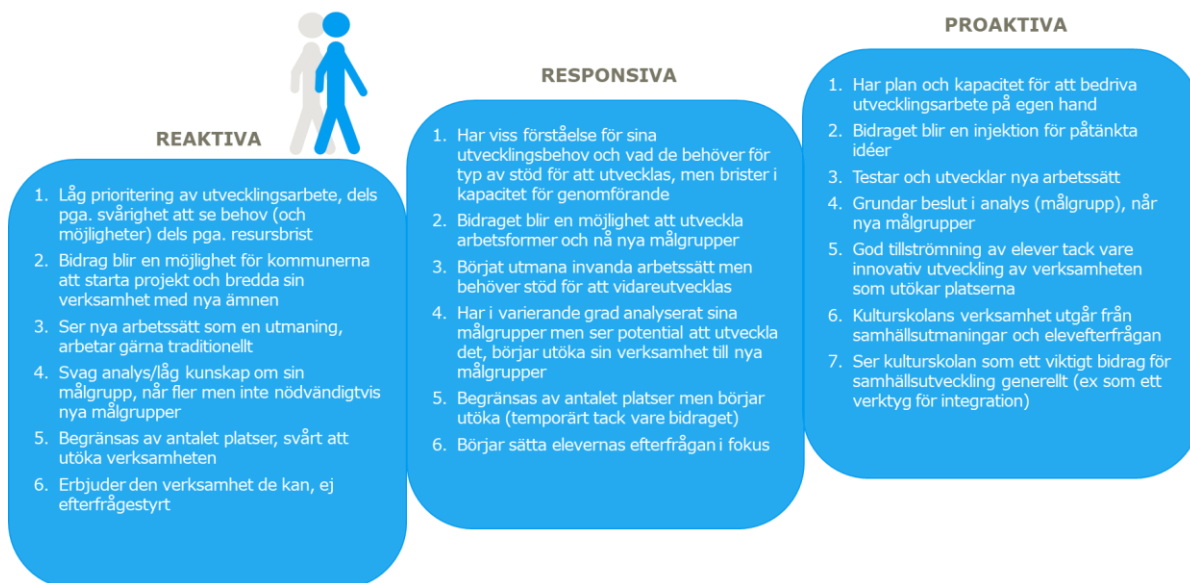 REAKTIVA
1. Låg prioritering av utvecklingsarbete, dels
pga. svårighet att se behov (och
möjligheter) dels pga. resursbrist
2. Bidrag blir en möjlighet för kommunerna
att starta projekt och bredda sin
verksamhet med nya ämnen
3. Ser nya arbetssätt som en utmaning,
arbetar gärna traditionellt
4. Svag analys/låg kunskap om sin
målgrupp, når fler men inte nödvändigtvis
nya målgrupper
5. Begränsas av antalet platser, svårt att
utöka verksamheten
6. Erbjuder den verksamhet de kan, ej
efterfrågestyrt
RESPONSIVA
1. Har viss förståelse för sina
utvecklingsbehov och vad de behöver för
typ av stöd för att utvecklas, men brister i
kapacitet för genomförande
2. Bidraget blir en möjlighet att utveckla
arbetsformer och nå nya målgrupper
3. Börjat utmana invanda arbetssätt men
behöver stöd för att vidareutvecklas
4. Har i varierande grad analyserat sina
målgrupper men ser potential att utveckla
det, börjar utöka sin verksamhet till nya
målgrupper
5. Begränsas av antalet platser men börjar
utöka (temporärt tack vare bidraget)
6. Börjar sätta elevernas efterfrågan i fokus
PROAKTIVA
1. Har plan och kapacitet för att bedriva
utvecklingsarbete på egen hand
2. Bidraget blir en injektion för påtänkta
idéer
3. Testar och utvecklar nya arbetssätt
4. Grundar beslut i analys (målgrupp), når
nya målgrupper
5. God tillströmning av elever tack vare
innovativ utveckling av verksamheten
som utökar platserna
6. Kulturskolans verksamhet utgår från
samhällsutmaningar och elevefterfrågan
7. Ser kulturskolan som ett viktigt bidrag för
samhällsutveckling generellt (ex som ett
verktyg för integration)